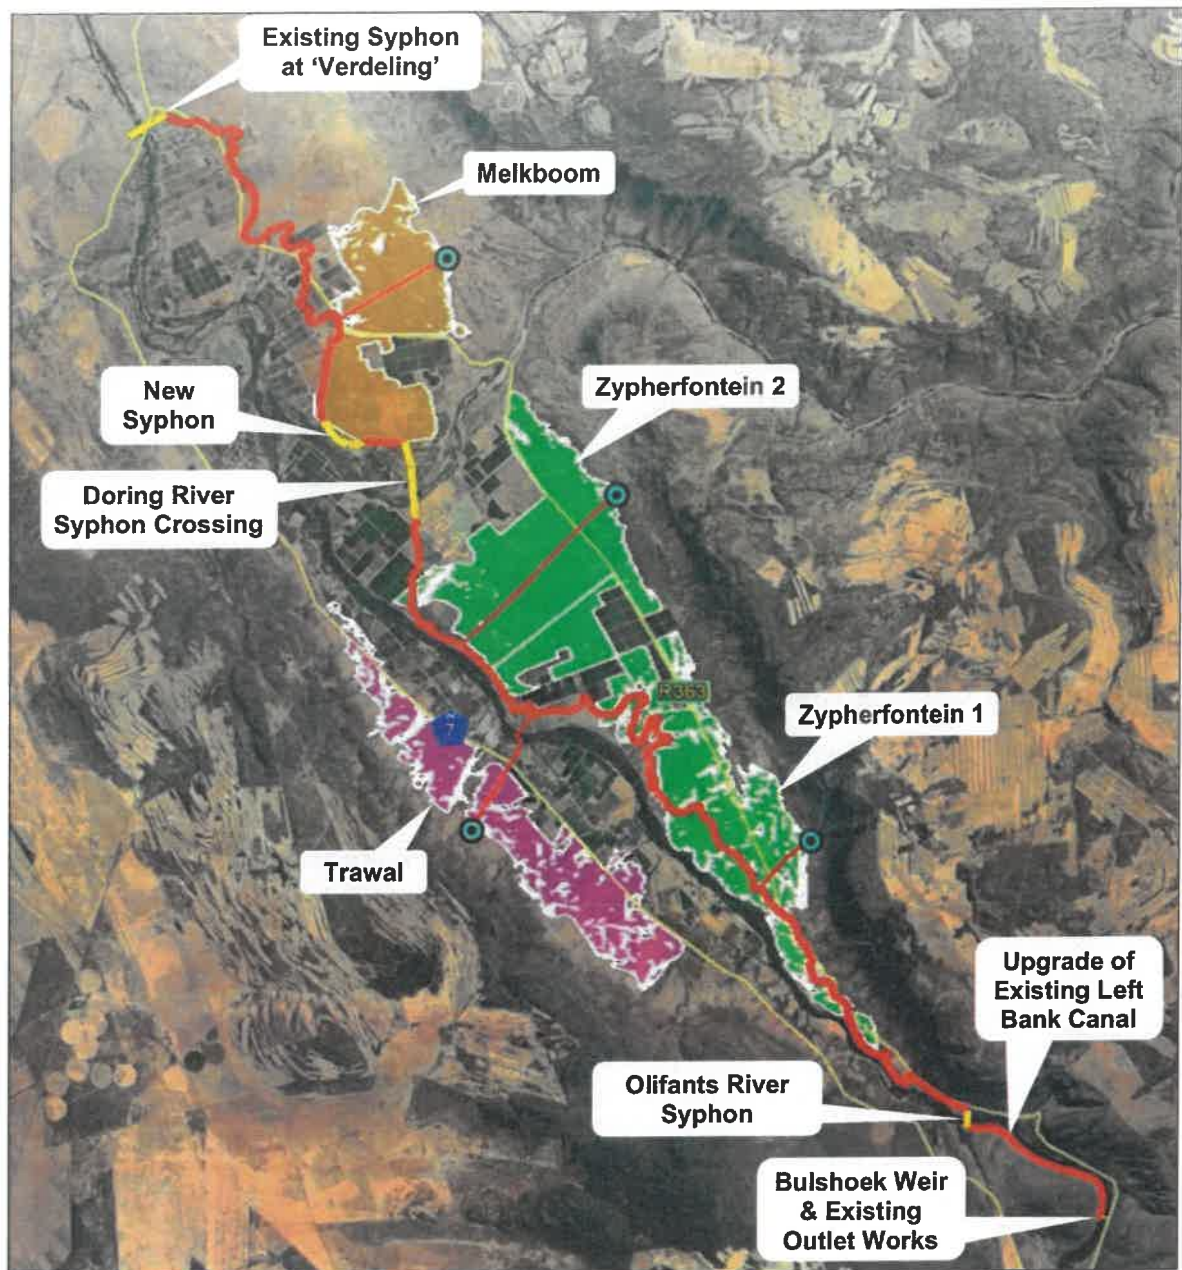 Existing Syphon
at ‘Verdeling’
Melkboom
Zypherfontein 2
New
Syphon
Doring River
Syphon Crossing
R363
Zypherfontein 1
7
Trawal
Upgrade of
Existing Left
Bank Canal
Olifants River
Syphon
Bulshoek Weir
& Existing
Outlet Works